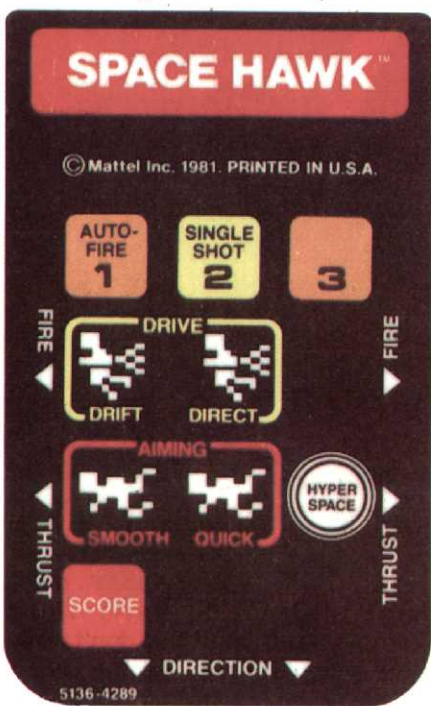 SPACE HAWK™
©Mattel Inc. 1981. PRINTED IN U.S.A.
AUTO-
FIRE
1
SINGLE
SHOT
2
3
FIRE
DRIVE
FIRE
DRIFT
DIRECT
AIMING
SMOOTH
QUICK
HYPER
SPACE
THRUST
THRUST
SCORE
DIRECTION
5136-4289